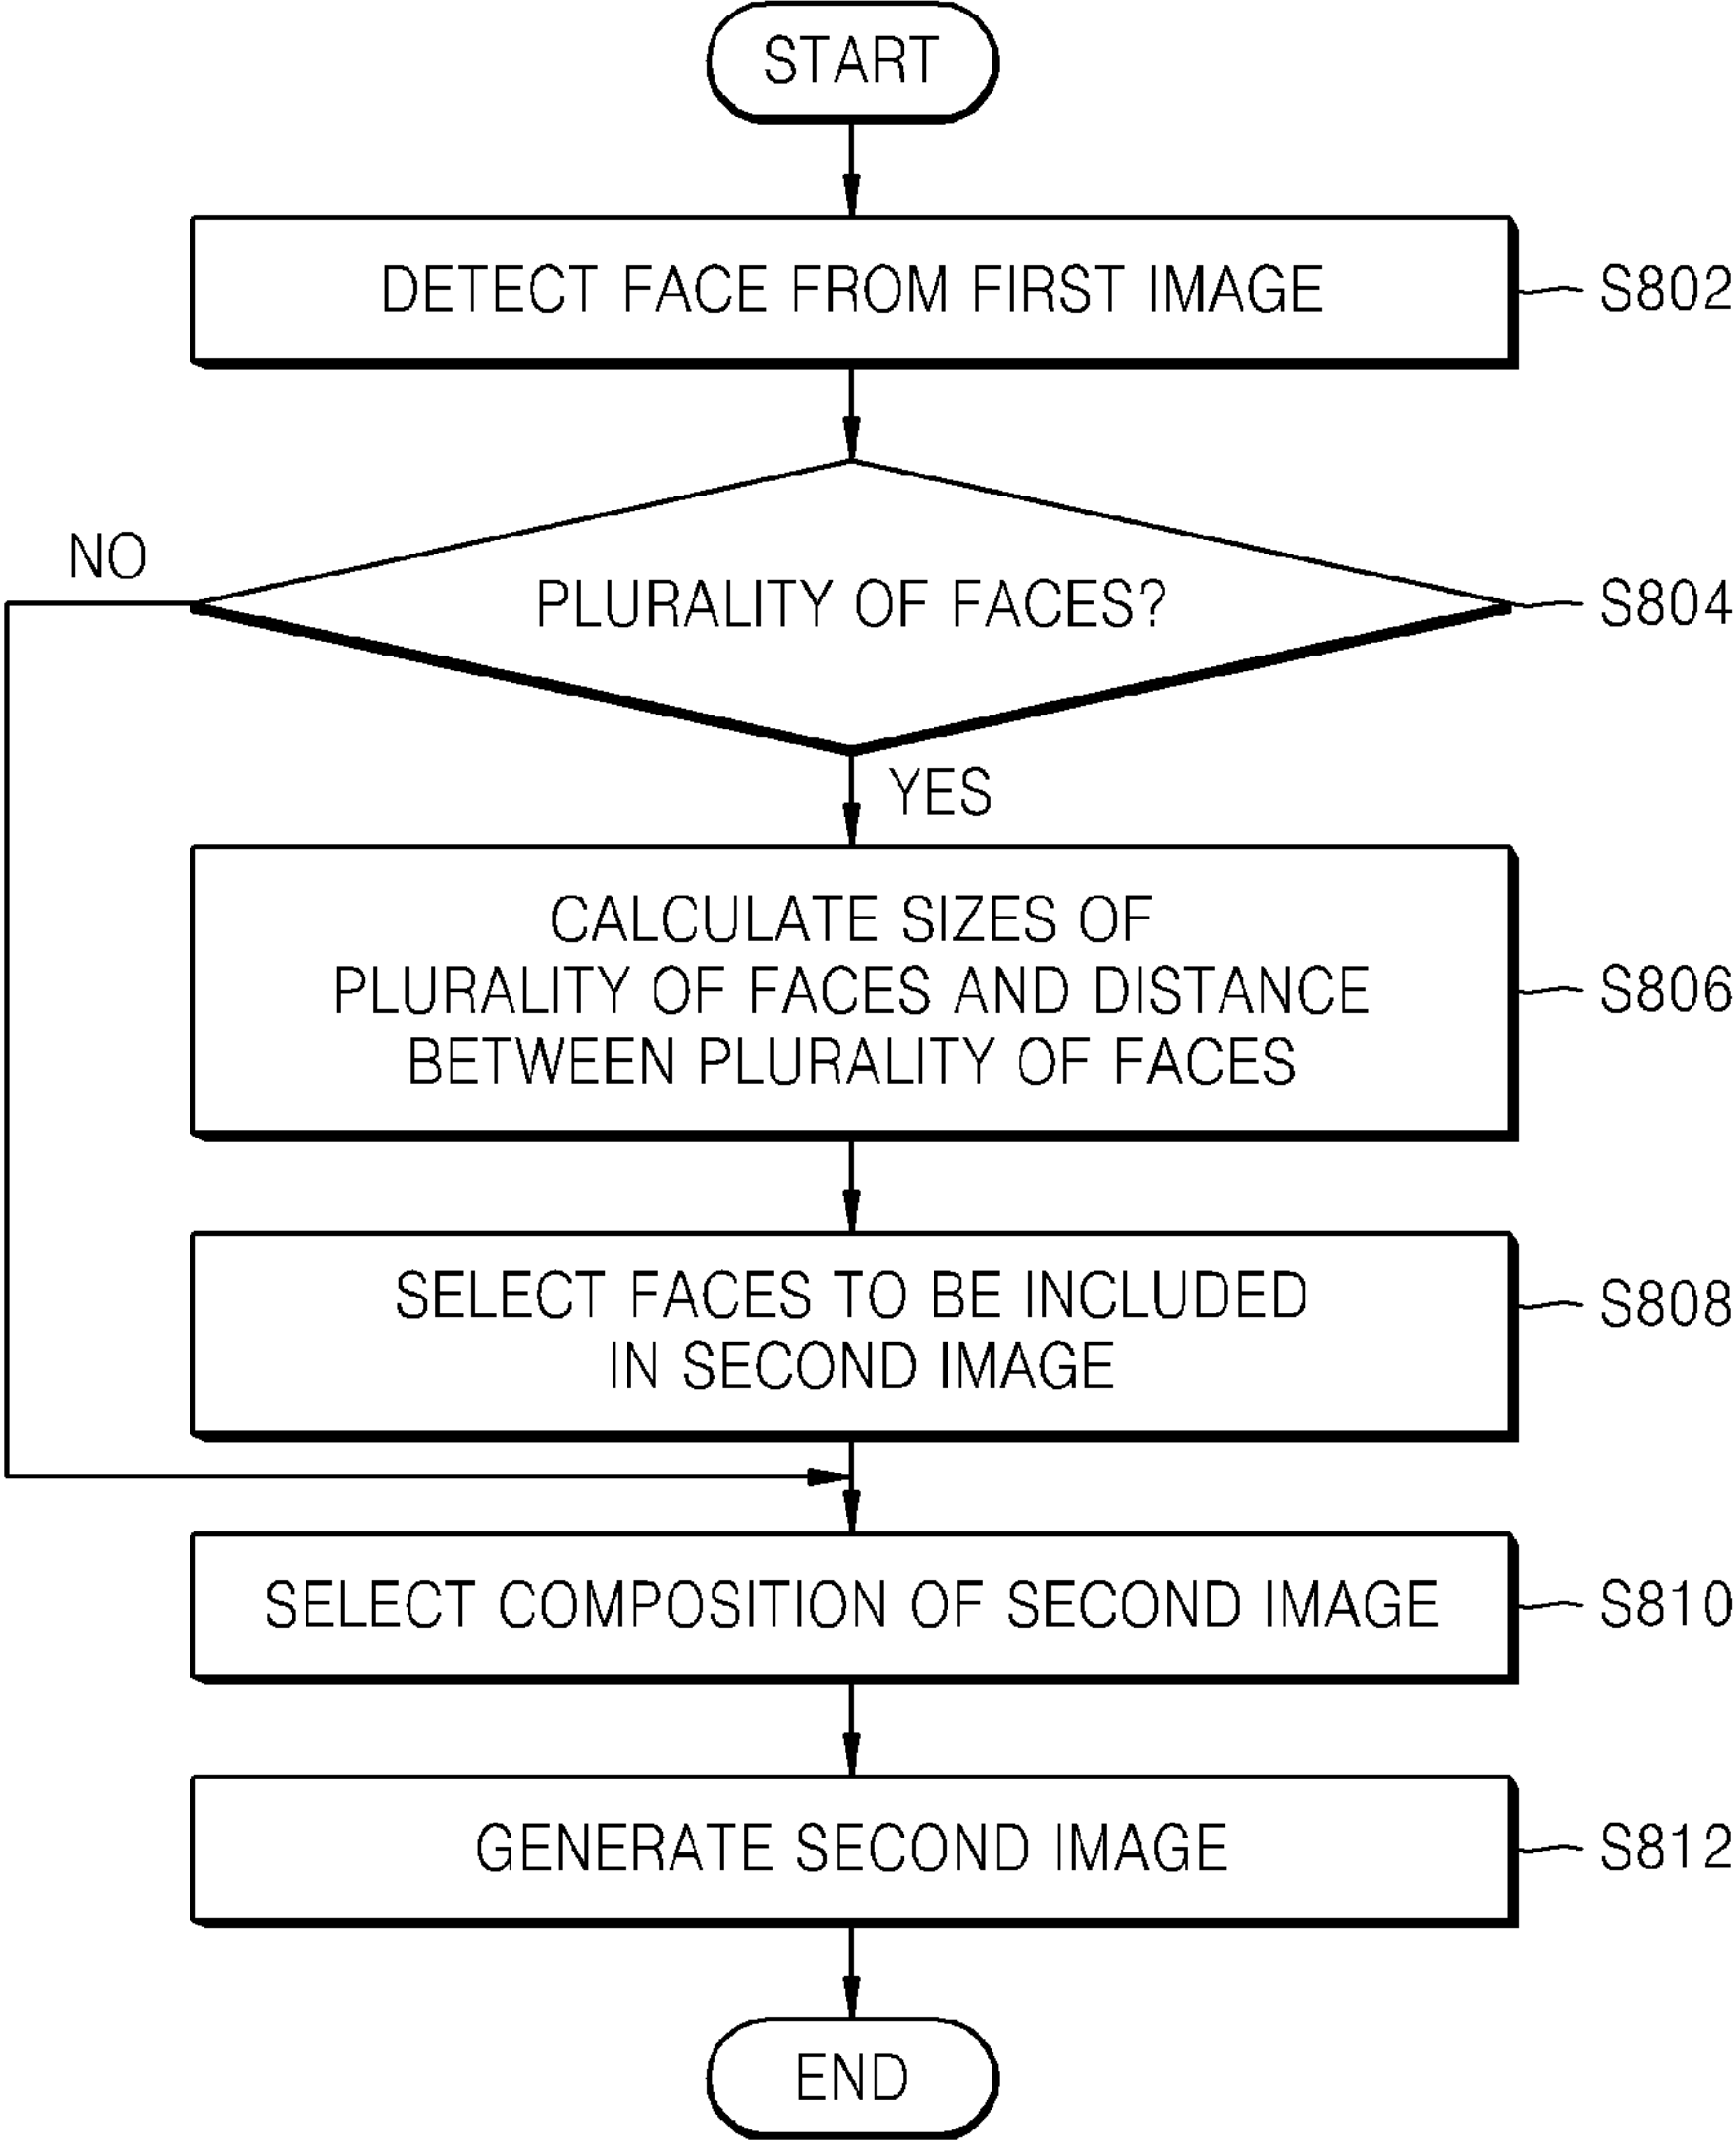 START
DETECT FACE FROM FIRST IMAGE
S802
NO
PLURALITY OF FACES?
S804
YES
CALCULATE SIZES OF
PLURALITY OF FACES AND DISTANCE
BETWEEN PLURALITY OF FACES
S806
SELECT FACES TO BE INCLUDED
IN SECOND IMAGE
S808
SELECT COMPOSITION OF SECOND IMAGE
S810
GENERATE SECOND IMAGE
S812
END